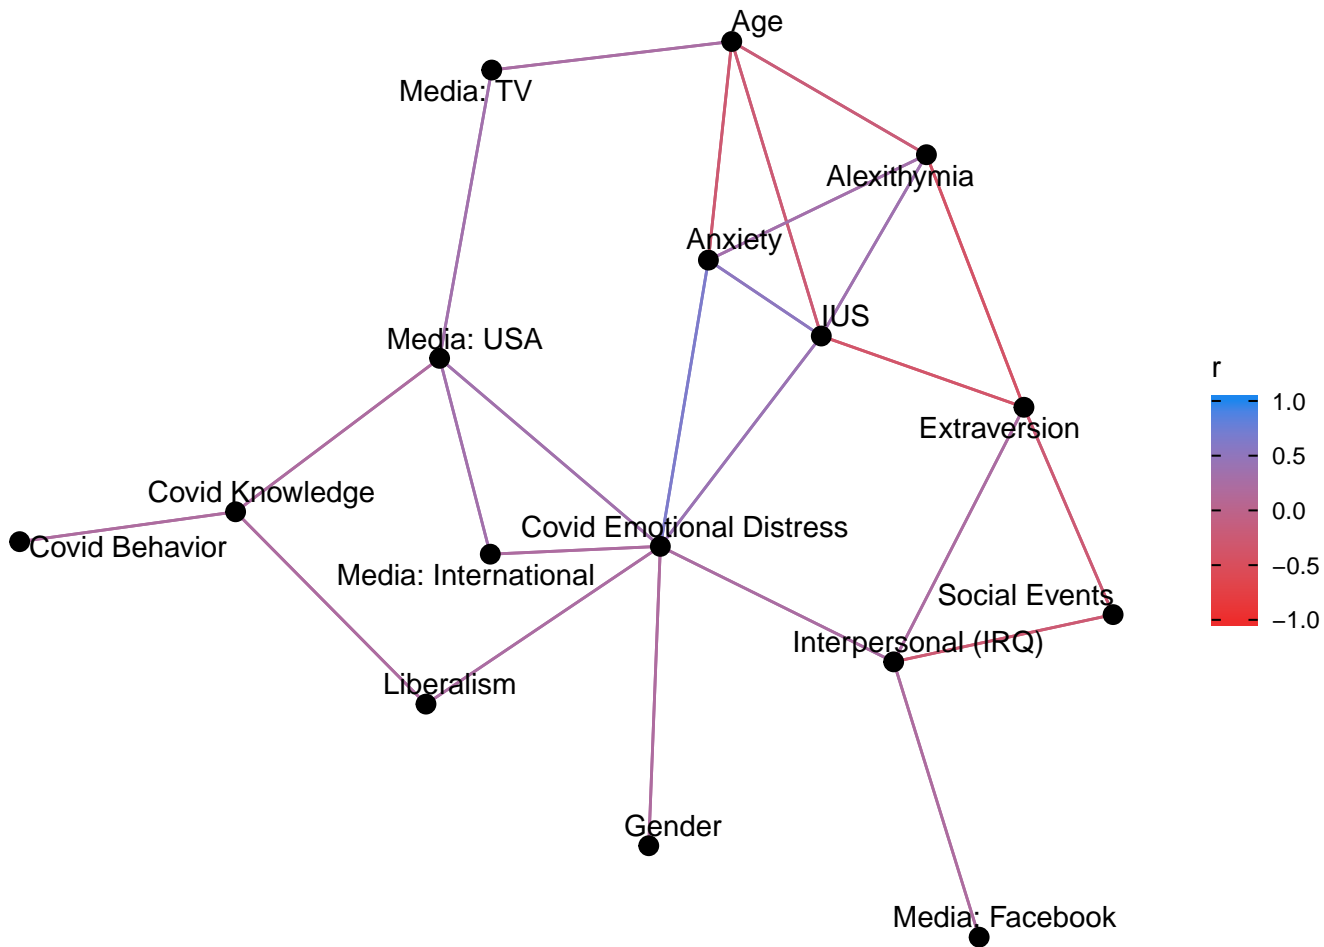 Age
Media: TV
Alexithymia
Anxiety
IUS
Media: USA
r
1.0
0.5
0.0
−0.5
−1.0
Extraversion
Covid Knowledge
Covid Emotional Distress
Covid Behavior
Media: International
Social Events
Interpersonal (IRQ)
Liberalism
Gender
Media: Facebook